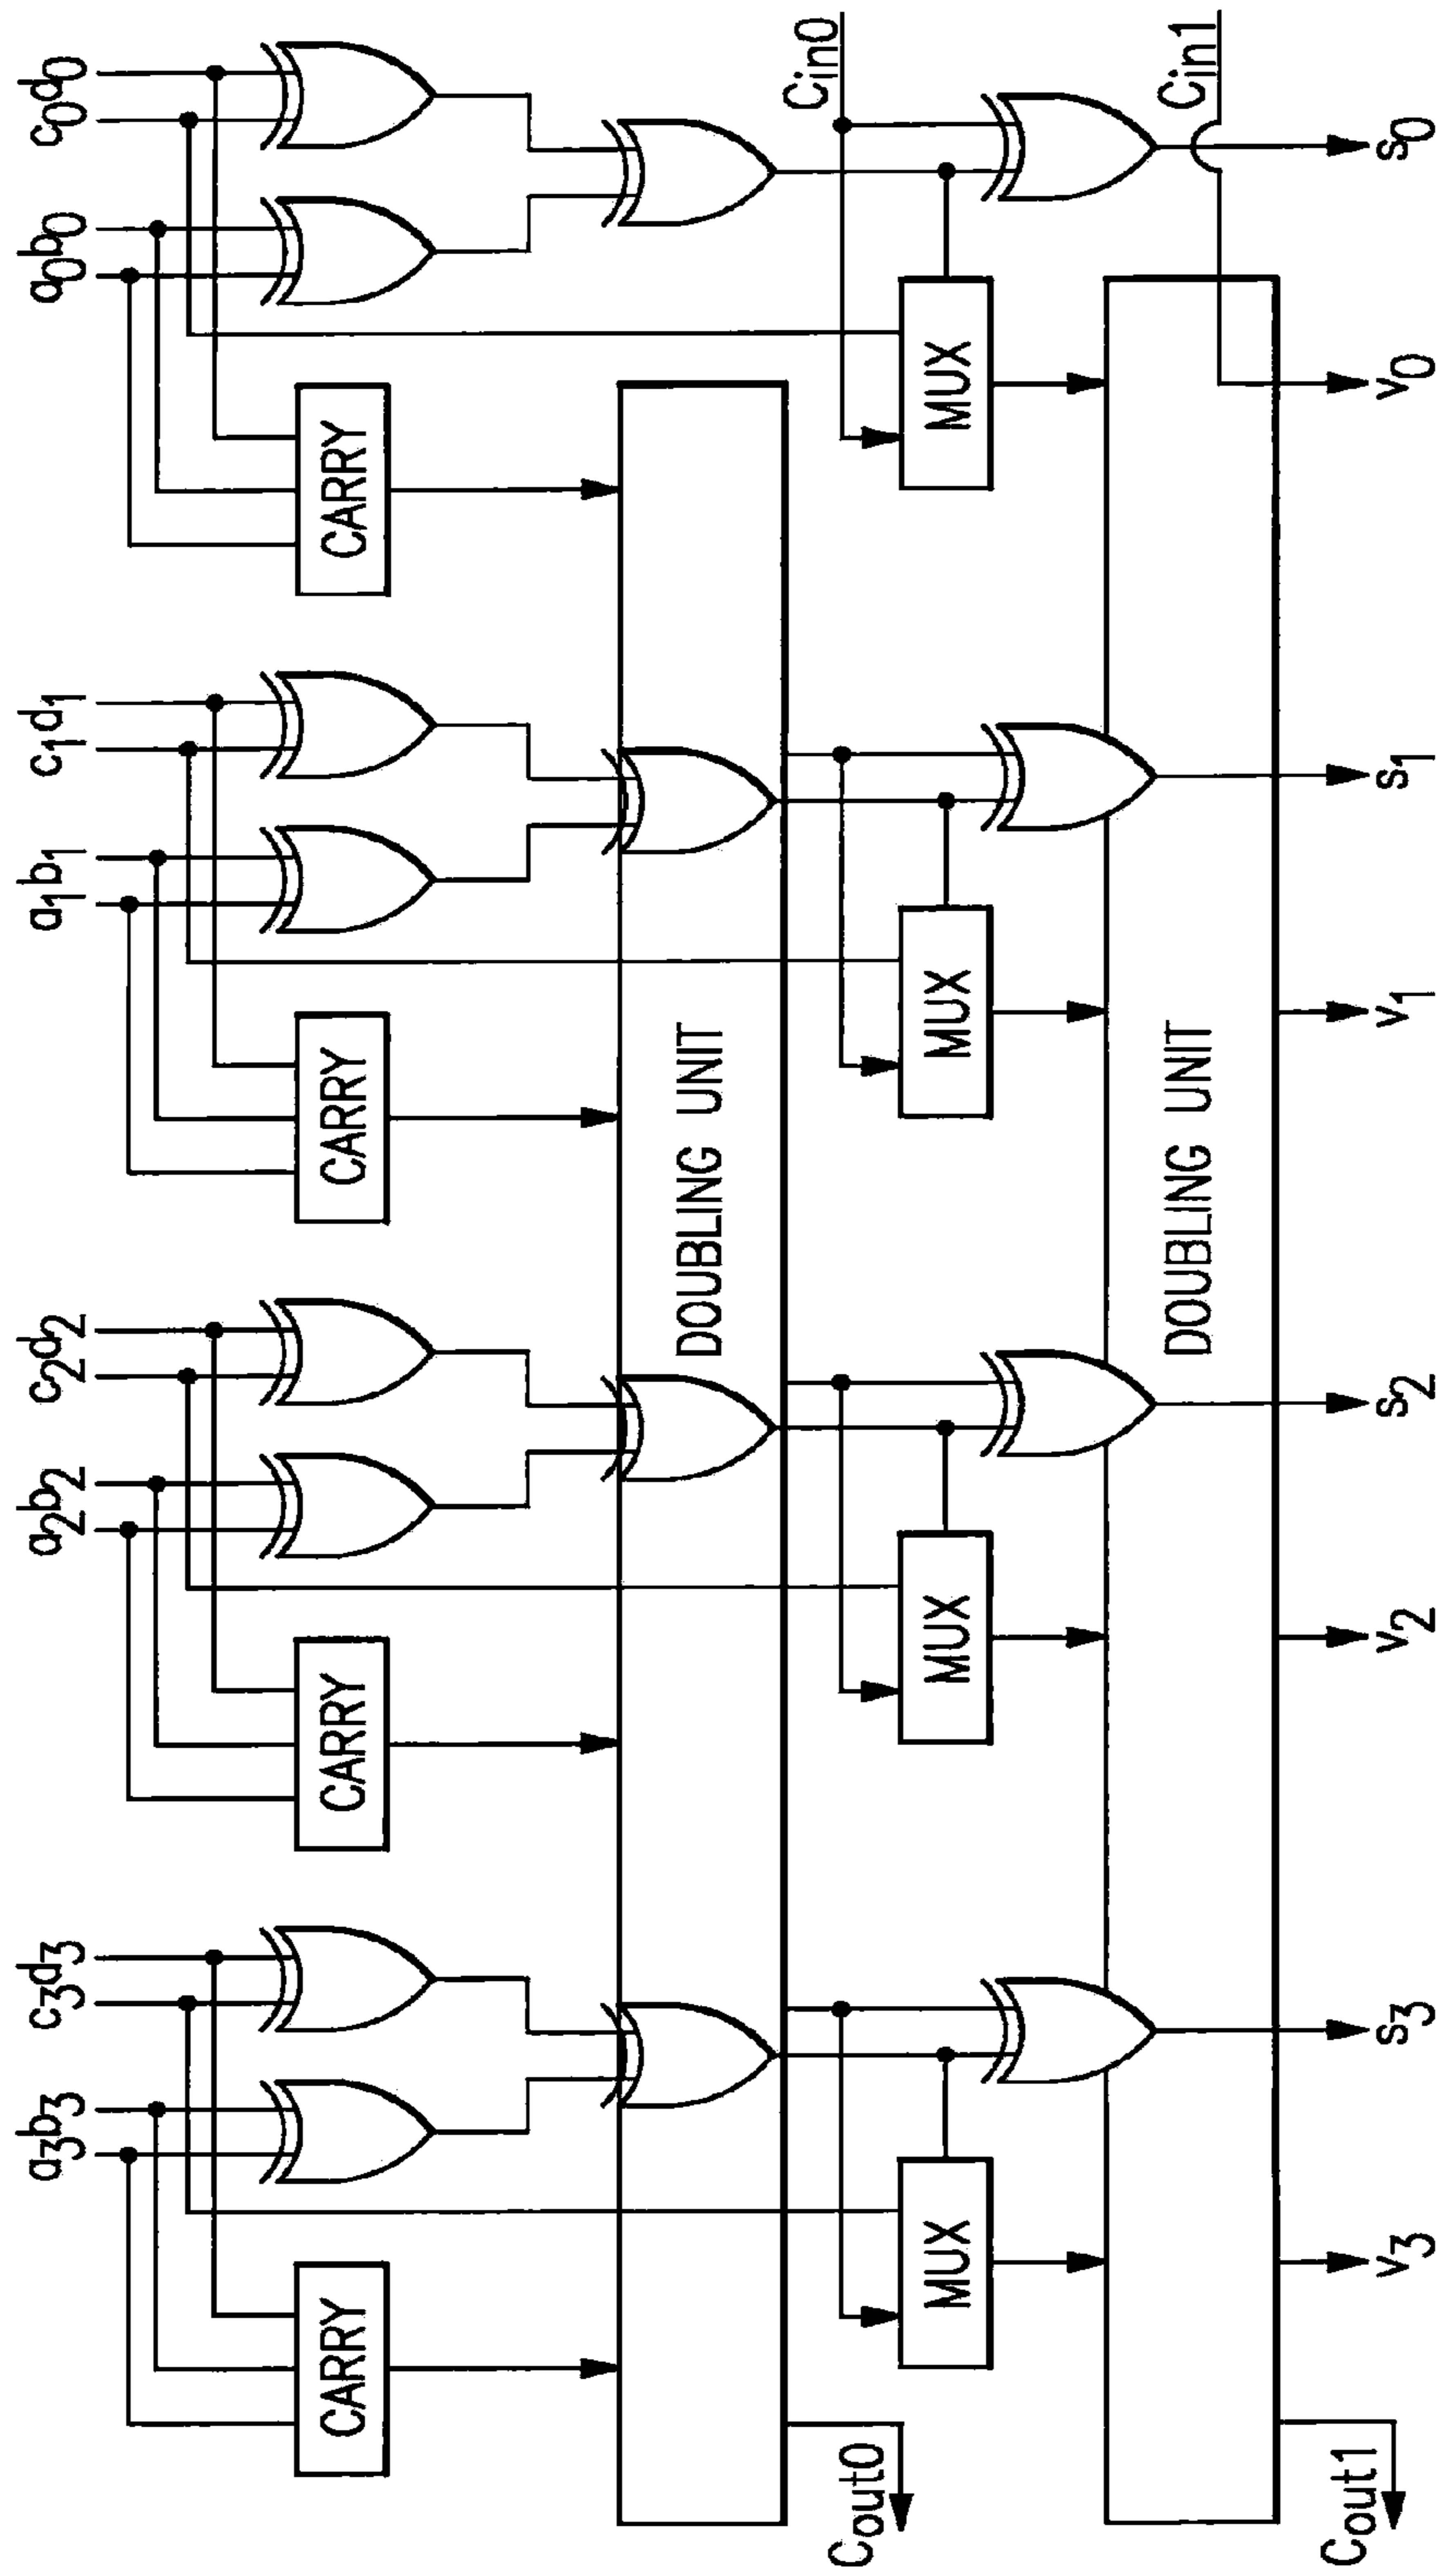 a3b3 c3d3 a2b2 c2d2 a1b1 c1d1 a0b0 c0d0
CARRY CARRY CARRY CARRY
DOUBLING UNIT
Cout0 Cin0
MUX MUX MUX MUX
DOUBLING UNIT
Cout1 Cin1
v3 s3 v2 s2 v1 s1 v0 s0